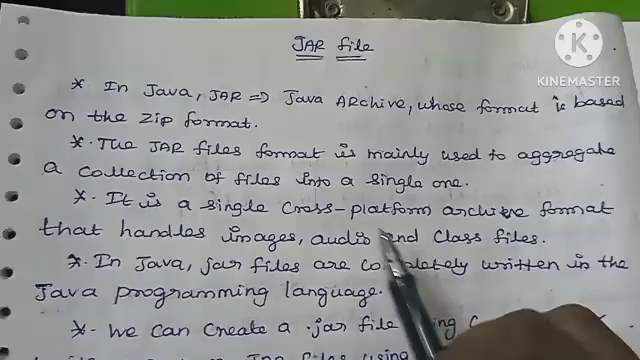 JAR file
KINEMASTER
* In Java, JAR => Java ARchive, whose format is based
on the zip format.
* The JAR files format is mainly used to aggregate
a collection of files into a single one.
* It is a single cross-platform archive format
that handles images, audio and class files.
* In Java, jar files are completely written in the
Java programming language.
* We can create a .jar file
using